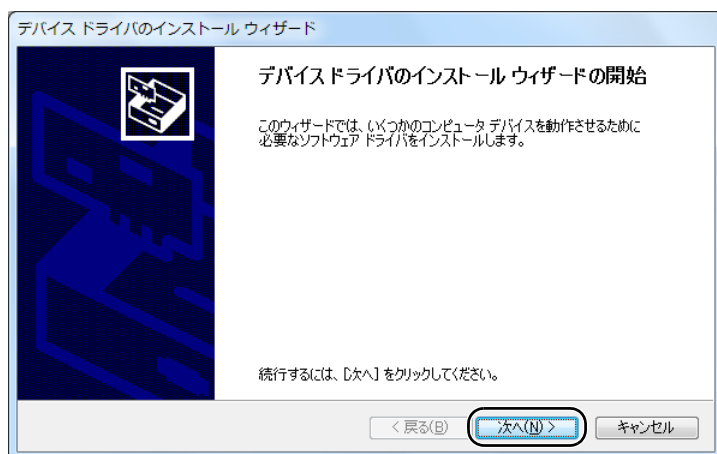 デバイス ドライバのインストール ウィザード
デバイス ドライバのインストール ウィザードの開始
このウィザードでは、いくつかのコンピュータ デバイスを動作させるために
必要なソフトウェア ドライバをインストールします。
続行するには、[次へ] をクリックしてください。
< 戻る(B)
次へ(N) >
キャンセル